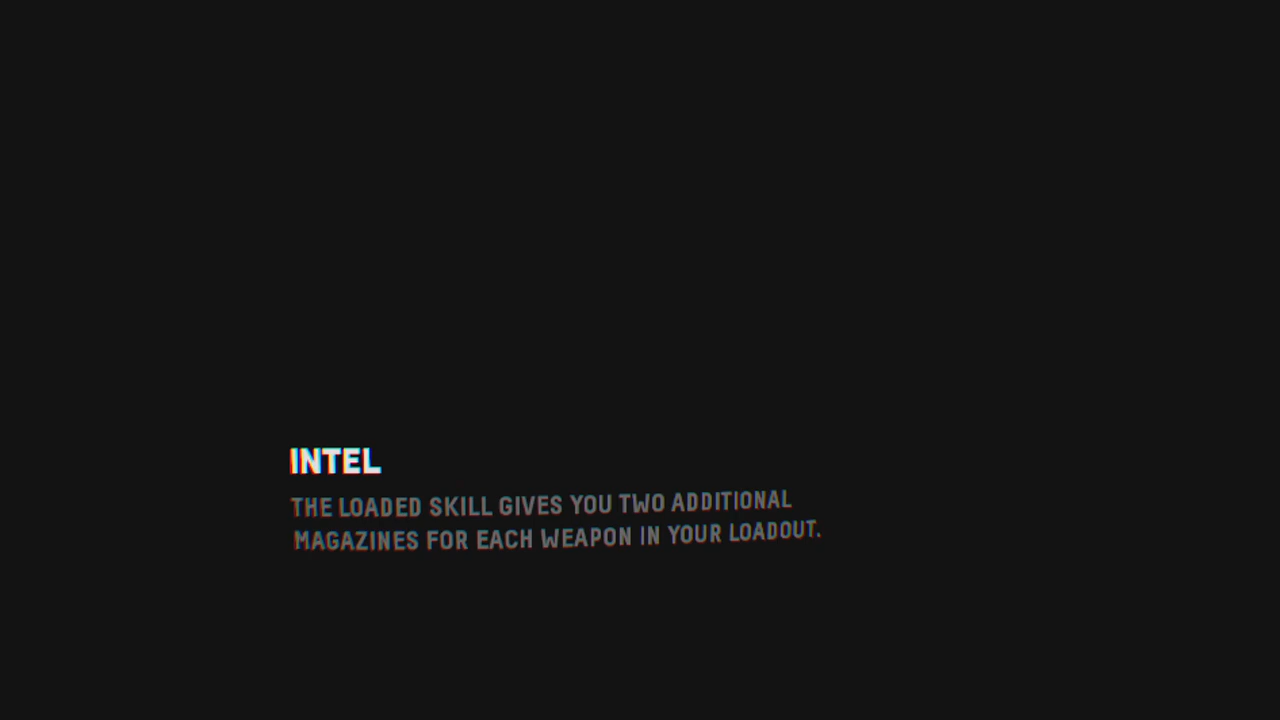 INTEL
THE LOADED SKILL GIVES YOU TWO ADDITIONAL
MAGAZINES FOR EACH WEAPON IN YOUR LOADOUT.